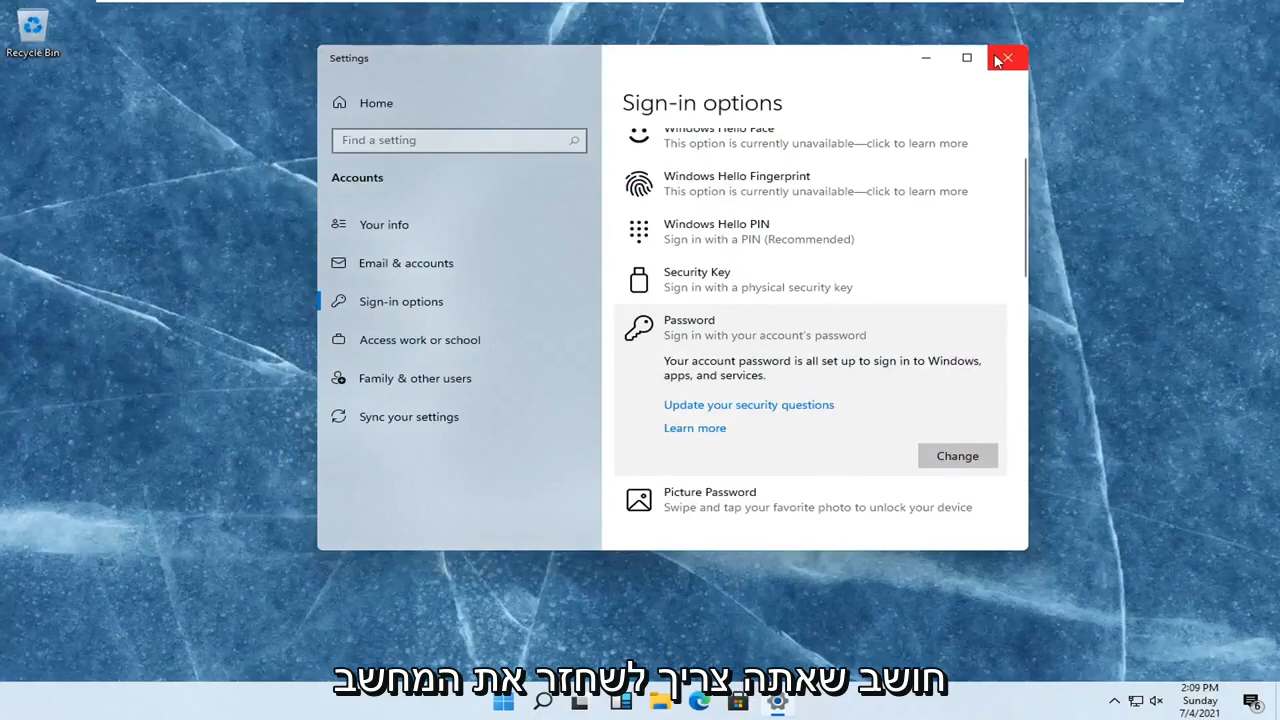 Recycle Bin
Settings
Home
Find a setting
Accounts
Your info
Email & accounts
Sign-in options
Access work or school
Family & other users
Sync your settings
Sign-in options
Windows Hello Face
This option is currently unavailable—click to learn more
Windows Hello Fingerprint
This option is currently unavailable—click to learn more
Windows Hello PIN
Sign in with a PIN (Recommended)
Security Key
Sign in with a physical security key
Password
Sign in with your account's password
Your account password is all set up to sign in to Windows,
apps, and services.
Update your security questions
Learn more
Change
Picture Password
Swipe and tap your favorite photo to unlock your device
חושב שאתה צריך לשחזר את המחשב
2:09 PM
Sunday
7/4/2021
6